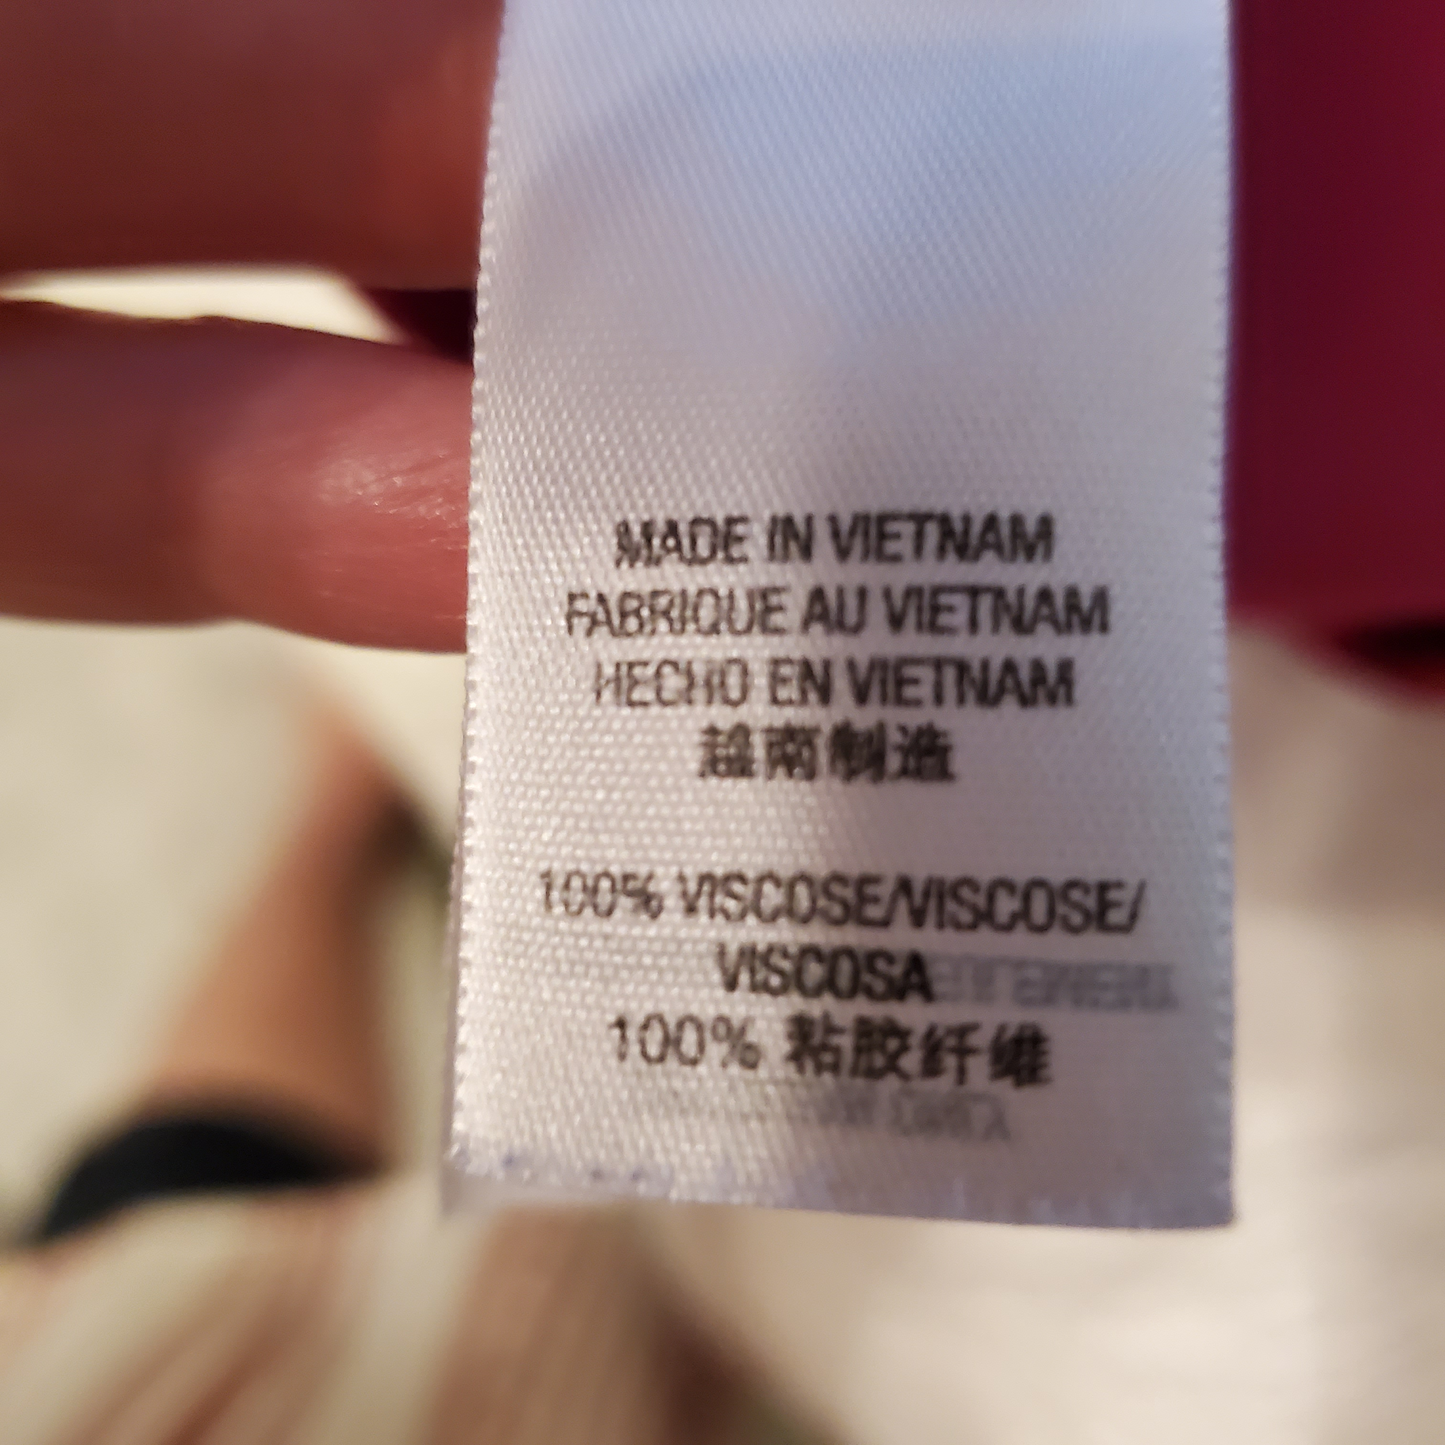 MADE IN VIETNAM
FABRIQUE AU VIETNAM
HECHO EN VIETNAM
越南制造
100% VISCOSE/VISCOSE/
VISCOSA
100% 粘胶纤维